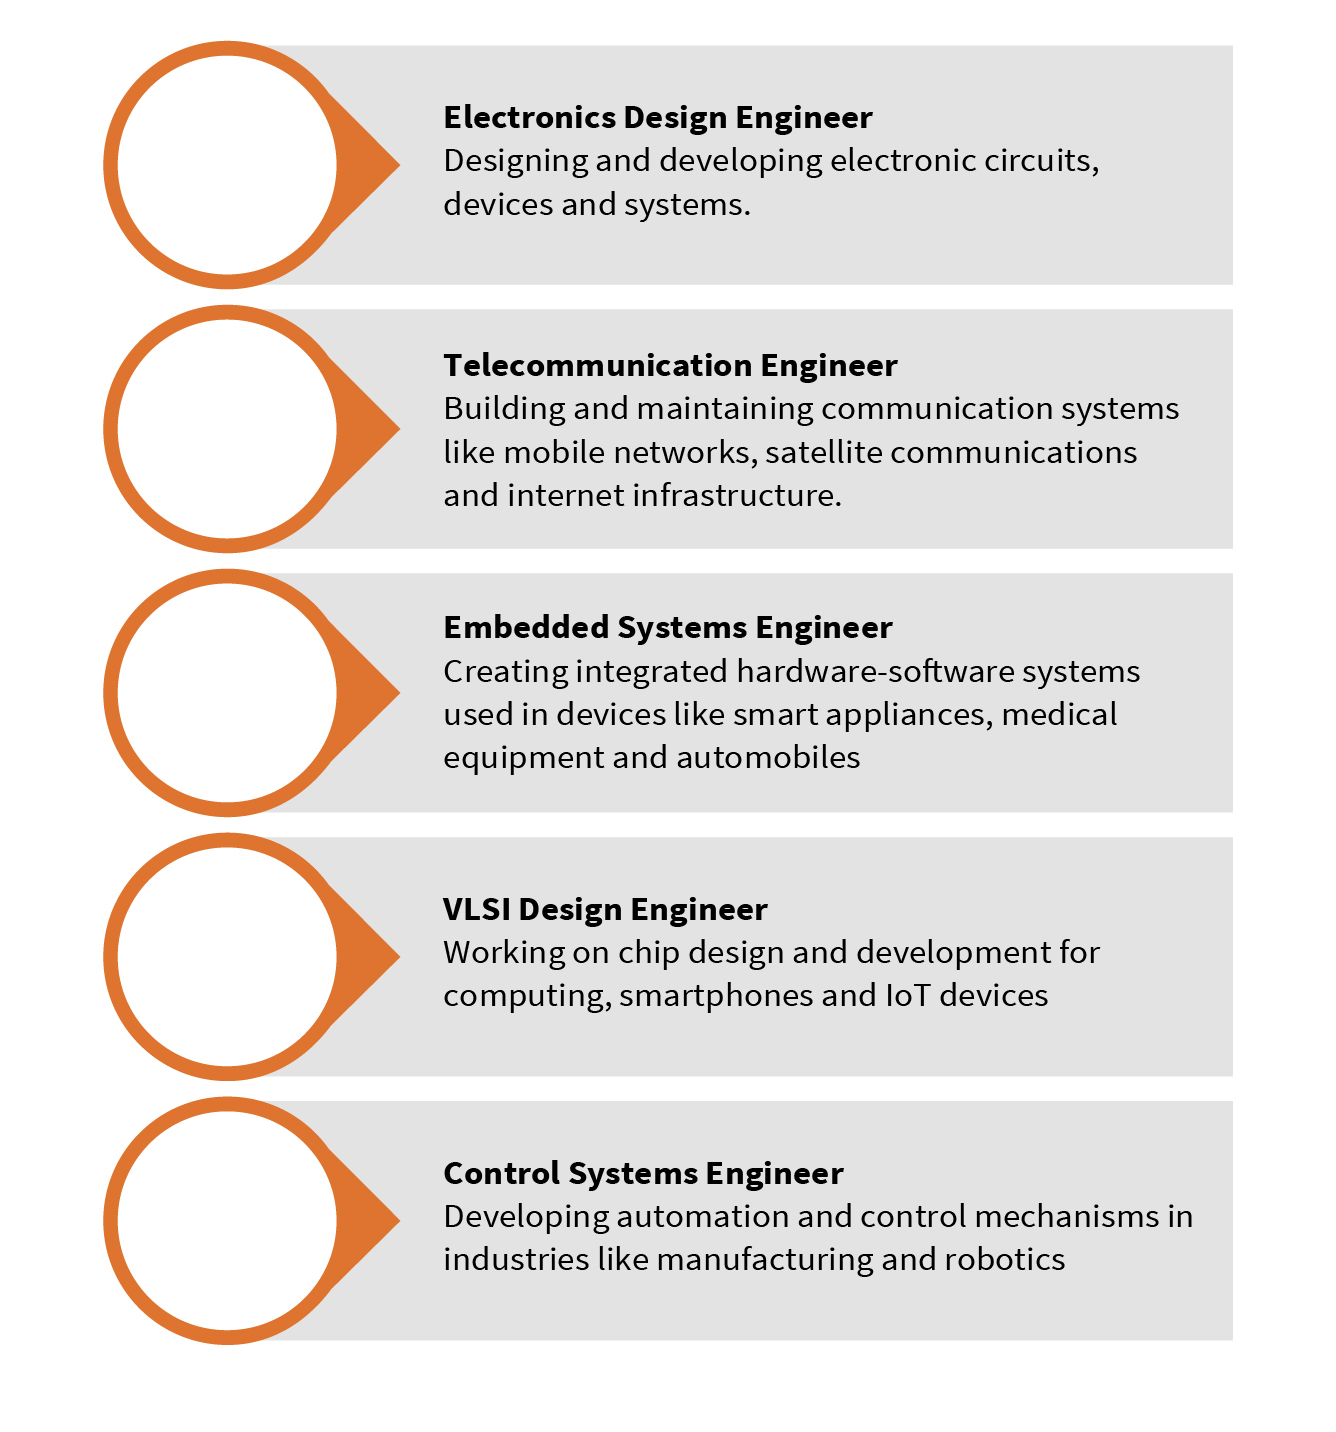 Electronics Design Engineer
Designing and developing electronic circuits,
devices and systems.
Telecommunication Engineer
Building and maintaining communication systems
like mobile networks, satellite communications
and internet infrastructure.
Embedded Systems Engineer
Creating integrated hardware-software systems
used in devices like smart appliances, medical
equipment and automobiles
VLSI Design Engineer
Working on chip design and development for
computing, smartphones and IoT devices
Control Systems Engineer
Developing automation and control mechanisms in
industries like manufacturing and robotics